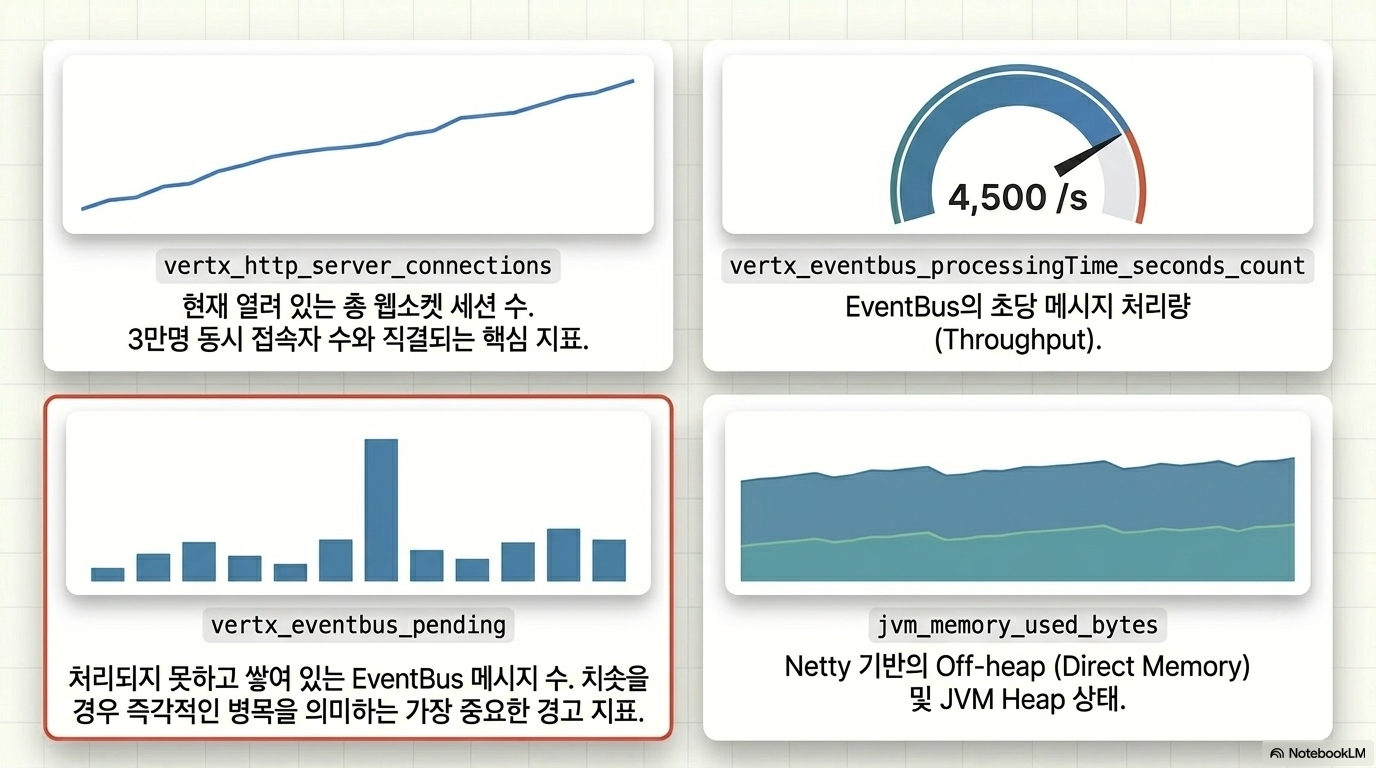 vertx_http_server_connections
현재 열려 있는 총 웹소켓 세션 수.
3만명 동시 접속자 수와 직결되는 핵심 지표.
4,500 /s
vertx_eventbus_processingTime_seconds_count
EventBus의 초당 메시지 처리량
(Throughput).
vertx_eventbus_pending
처리되지 못하고 쌓여 있는 EventBus 메시지 수. 치솟을
경우 즉각적인 병목을 의미하는 가장 중요한 경고 지표.
jvm_memory_used_bytes
Netty 기반의 Off-heap (Direct Memory)
및 JVM Heap 상태.
NotebookLM